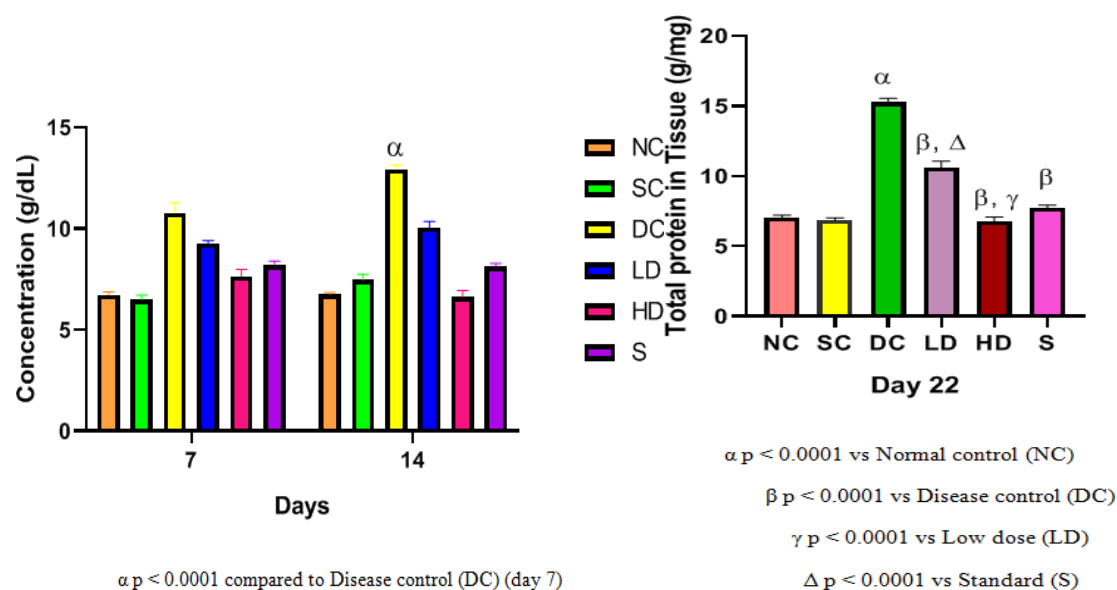 Concentration (g/dL)
15
10
5
0
α
7
14
Days
NC
SC
DC
LD
HD
S
α p < 0.0001 compared to Disease control (DC) (day 7)
Total protein in Tissue (g/mg)
20
15
10
5
0
α
β, Δ
β, γ
β
NC SC DC LD HD S
Day 22
α p < 0.0001 vs Normal control (NC)
β p < 0.0001 vs Disease control (DC)
γ p < 0.0001 vs Low dose (LD)
Δ p < 0.0001 vs Standard (S)